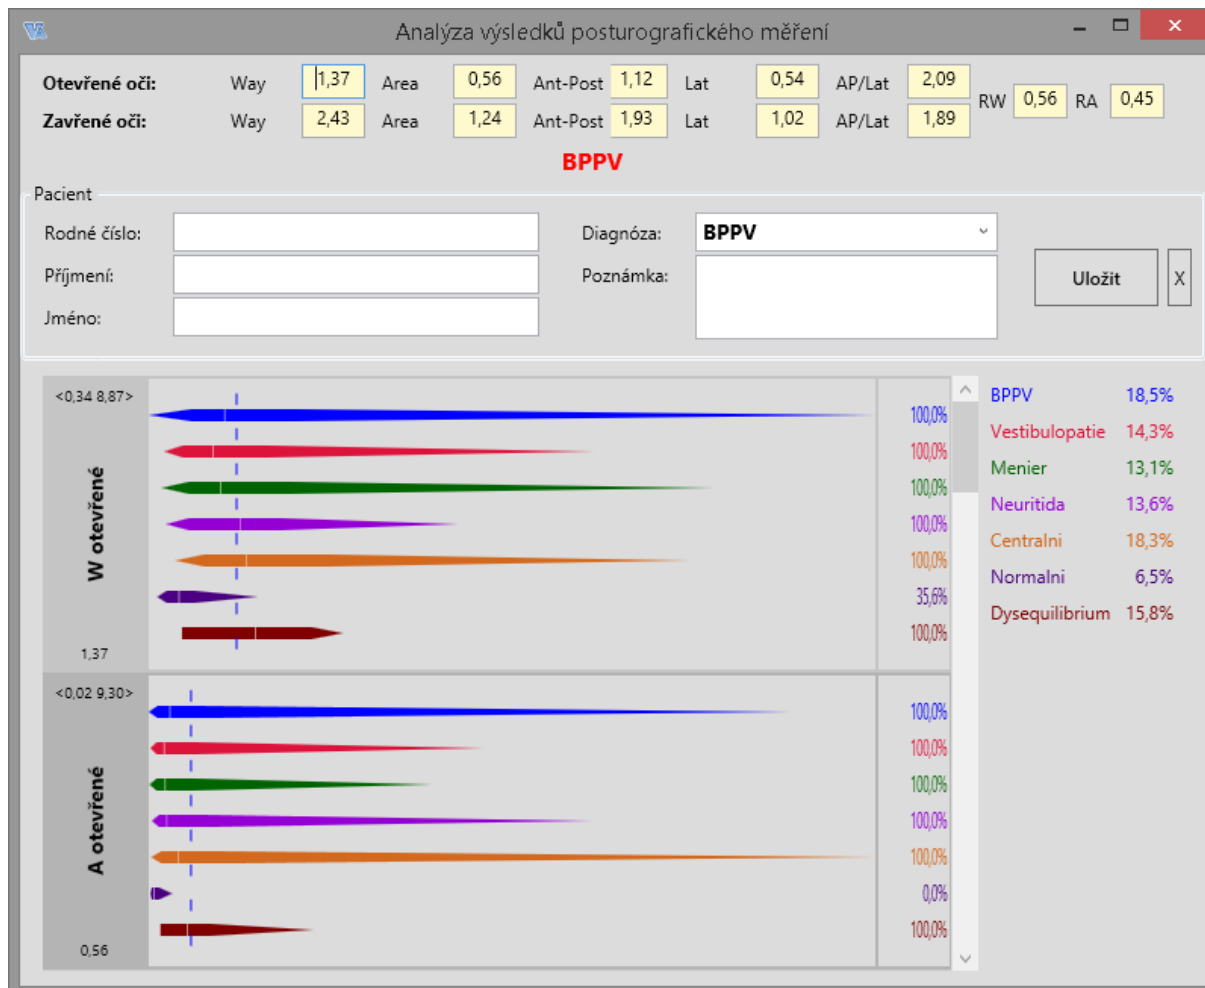 Analýza výsledků posturografického měření
Otevřené oči: Way 1,37 Area 0,56 Ant-Post 1,12 Lat 0,54 AP/Lat 2,09
RW 0,56 RA 0,45
Zavřené oči: Way 2,43 Area 1,24 Ant-Post 1,93 Lat 1,02 AP/Lat 1,89
BPPV
Pacient
Rodné číslo:
Diagnóza: BPPV
Příjmení:
Poznámka:
Uložit X
Jméno:
<0,34 8,87>
W otevřené
1,37
100,0%
100,0%
100,0%
100,0%
100,0%
35,6%
100,0%
BPPV 18,5%
Vestibulopatie 14,3%
Menier 13,1%
Neuritida 13,6%
Centralni 18,3%
Normalni 6,5%
Dysequilibrium 15,8%
<0,02 9,30>
A otevřené
0,56
100,0%
100,0%
100,0%
100,0%
100,0%
0,0%
100,0%